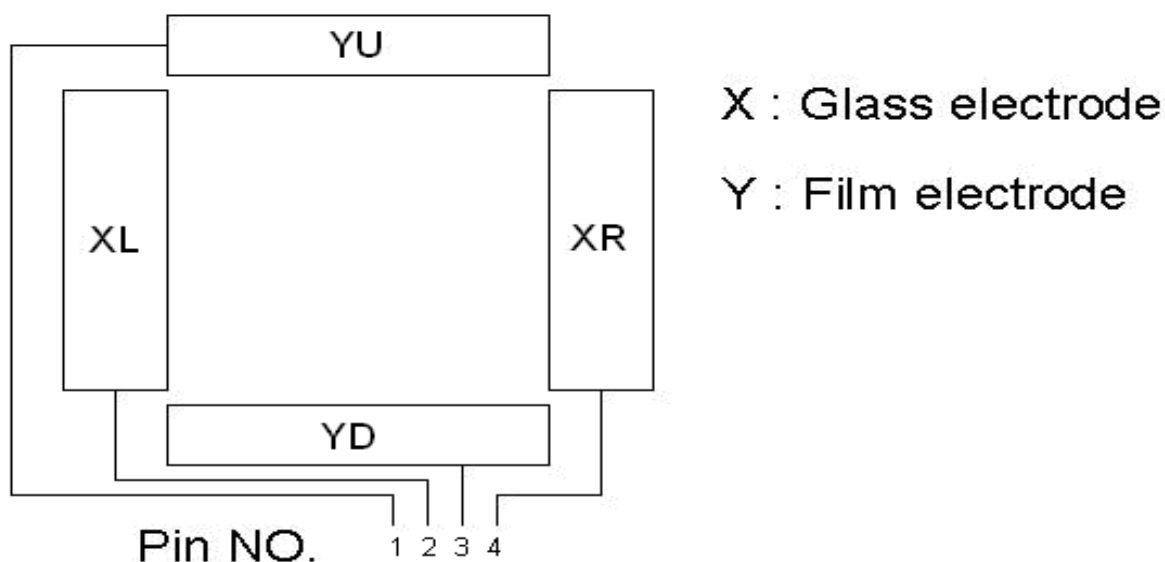 YU
X : Glass electrode
Y : Film electrode
XL
XR
YD
Pin NO. 1 2 3 4